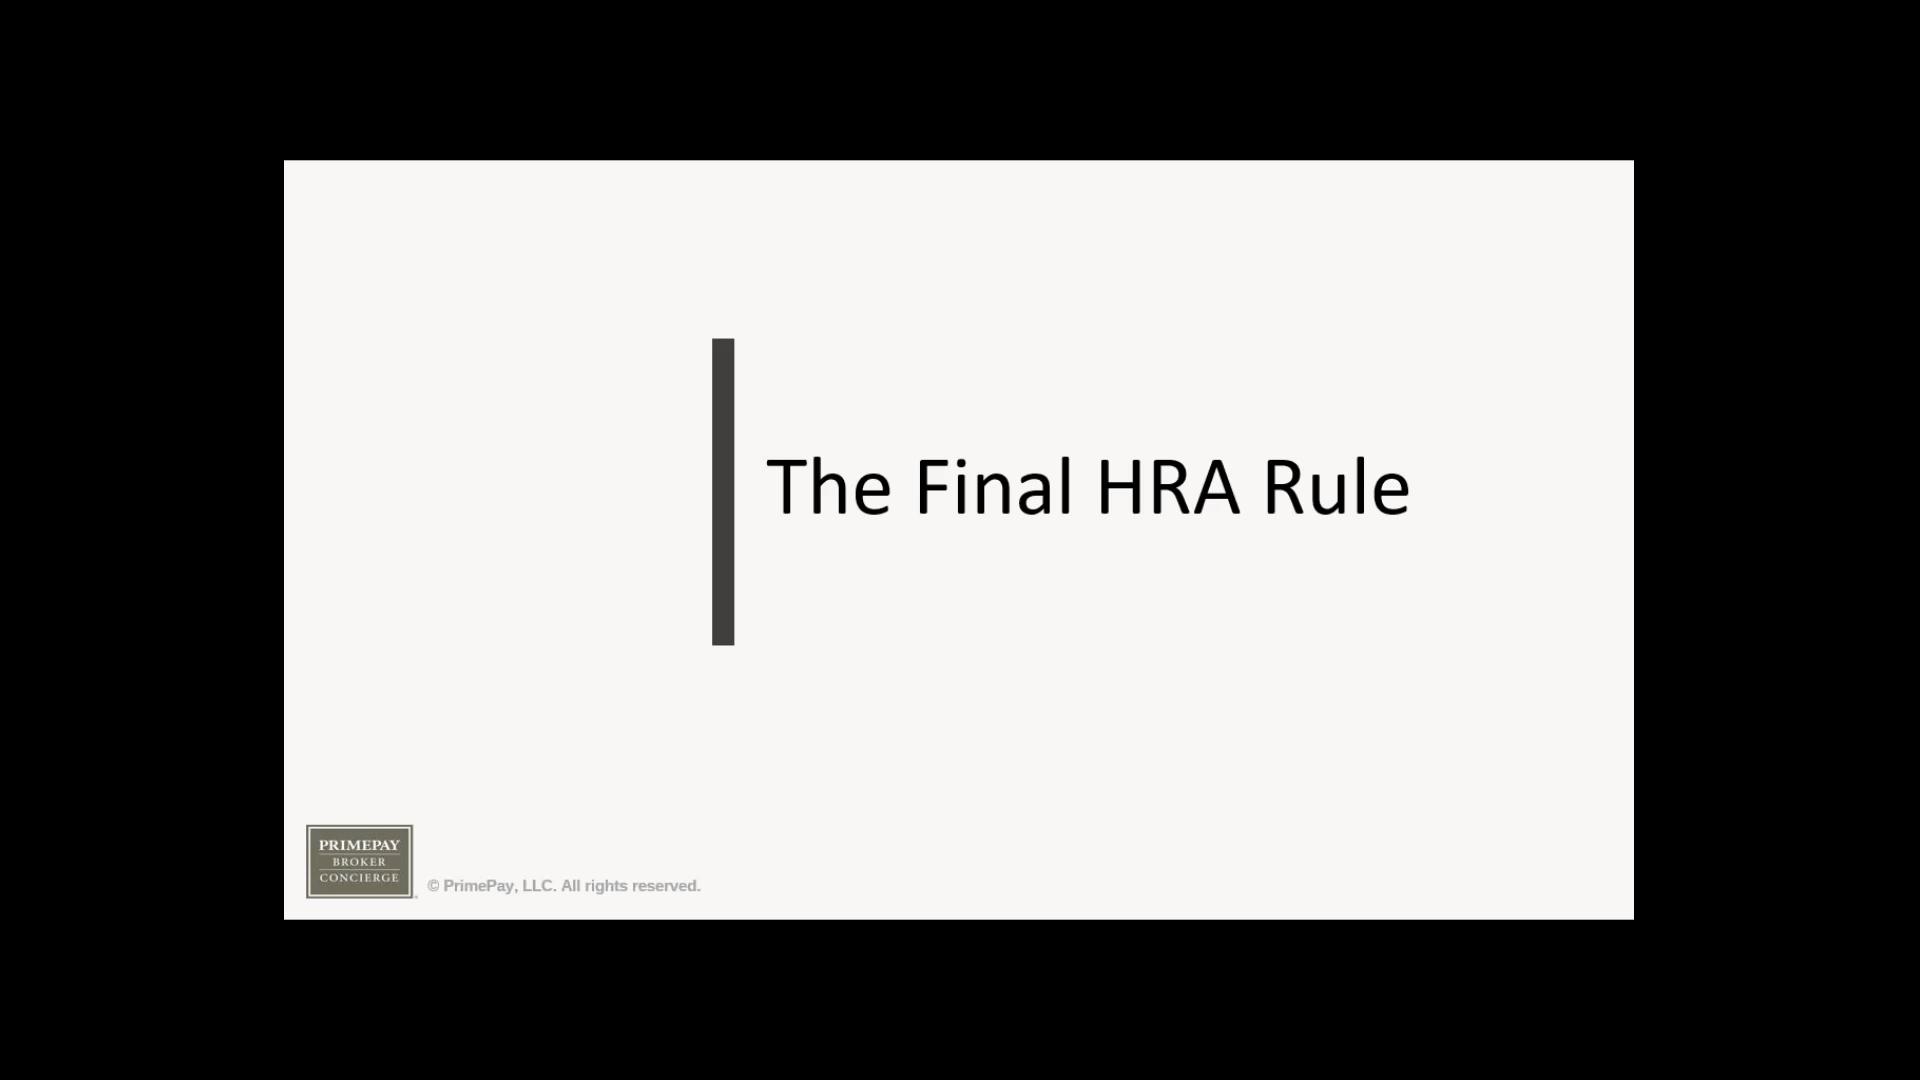 The Final HRA Rule
PRIMEPAY
BROKER
CONCIERGE
© PrimePay, LLC. All rights reserved.